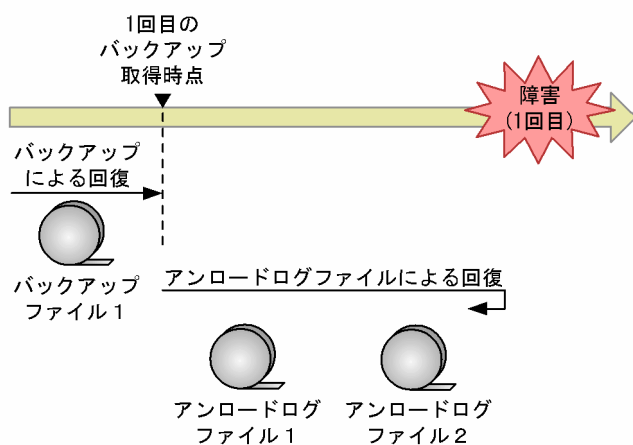 1回目の
バックアップ
取得時点
障害
(1回目)
バックアップ
による回復
バックアップ
ファイル1
アンロードログファイルによる回復
アンロードログ
ファイル1
アンロードログ
ファイル2